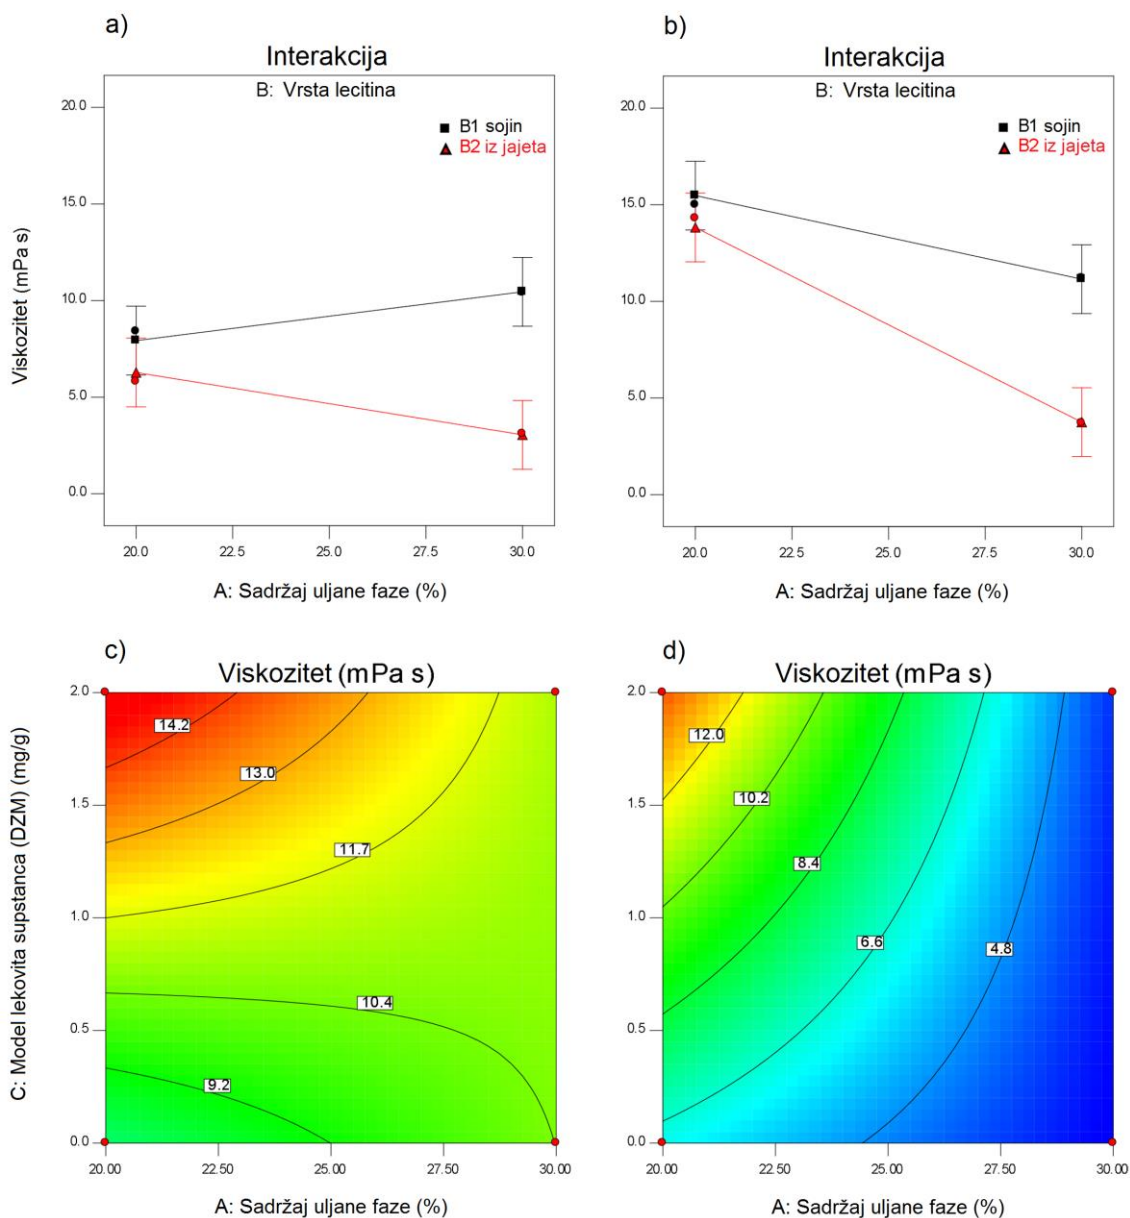 a)
Interakcija
B: Vrsta lecitina
B1 sojin
B2 iz jajeta
Viskozitet (mPa s)
20.0
15.0
10.0
5.0
0.0
20.0 22.5 25.0 27.5 30.0
A: Sadržaj uljane faze (%)
b)
Interakcija
B: Vrsta lecitina
B1 sojin
B2 iz jajeta
20.0
15.0
10.0
5.0
0.0
20.0 22.5 25.0 27.5 30.0
A: Sadržaj uljane faze (%)
c)
Viskozitet (mPa s)
C: Model lekovita supstanca (DZM) (mg/g)
2.0
1.5
1.0
0.5
0.0
14.2
13.0
11.7
10.4
9.2
20.00 22.50 25.00 27.50 30.00
A: Sadržaj uljane faze (%)
d)
Viskozitet (mPa s)
2.0
1.5
1.0
0.5
0.0
12.0
10.2
8.4
6.6
4.8
20.00 22.50 25.00 27.50 30.00
A: Sadržaj uljane faze (%)